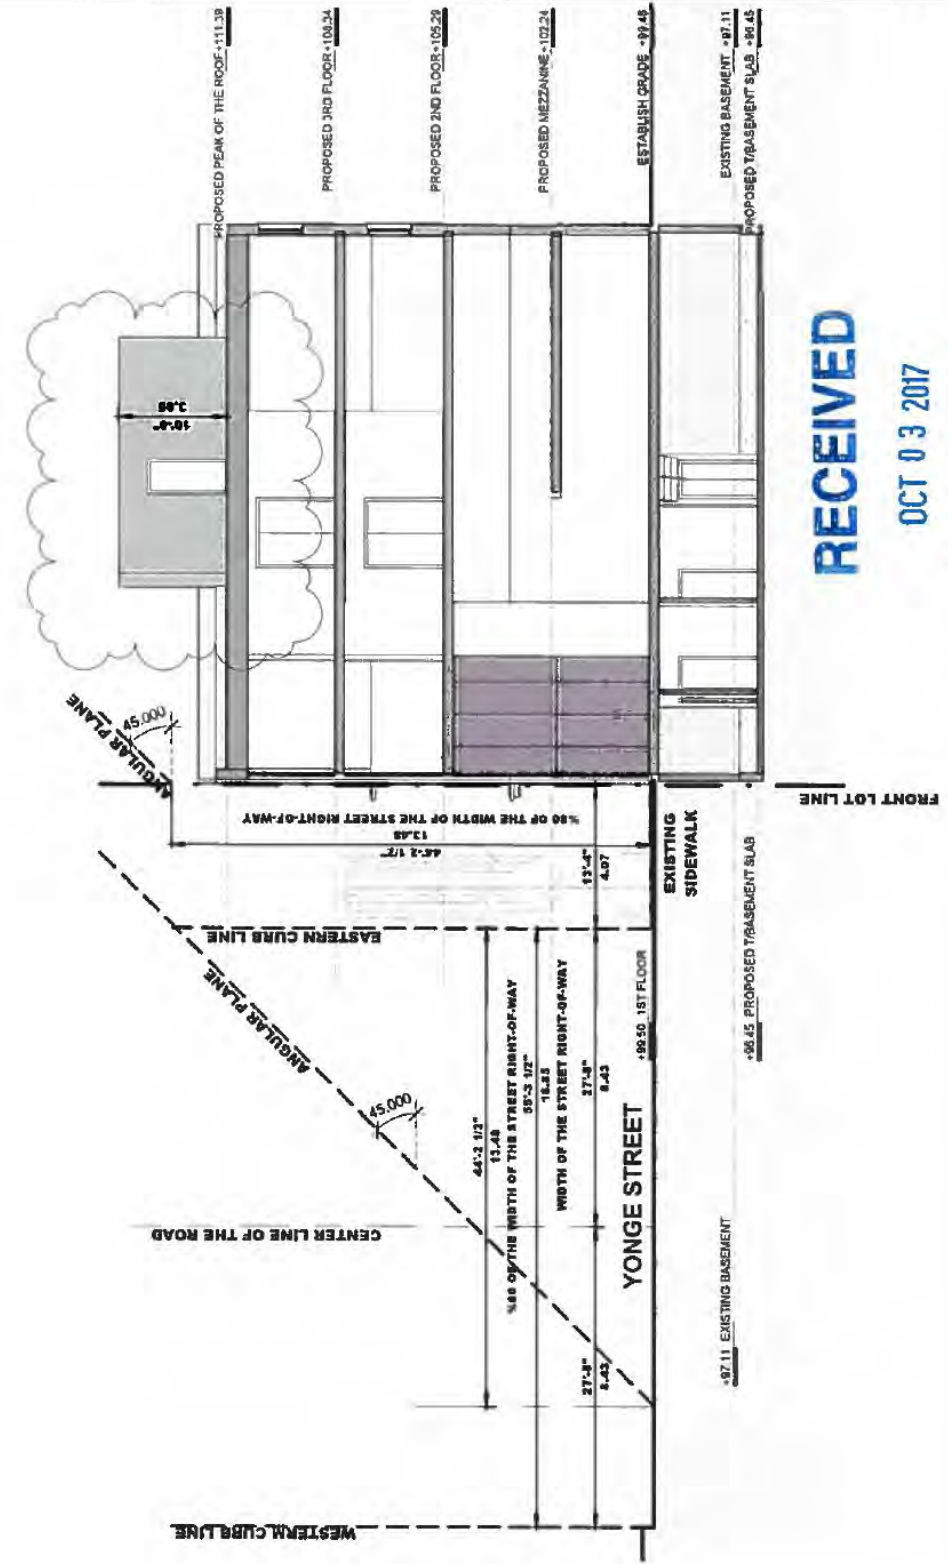 PROPOSED PEAK OF THE ROOF +111.39
PROPOSED 3RD FLOOR +108.34
PROPOSED 2ND FLOOR +105.29
PROPOSED MEZZANINE +102.24
ESTABLISH GRADE +99.45
EXISTING BASEMENT +97.11
PROPOSED T/BASEMENT SLAB +96.45
10'-0"
3.05
ANGULAR PLANE
45.000
44'-2 1/2"
13.48
%80 OF THE WIDTH OF THE STREET RIGHT-OF-WAY
13'-4"
4.07
EXISTING
SIDEWALK
FRONT LOT LINE
RECEIVED
OCT 03 2017
EASTERN CURB LINE
ANGULAR PLANE
45.000
44'-2 1/2"
13.48
%80 OF THE WIDTH OF THE STREET RIGHT-OF-WAY
55'-3 1/2"
16.85
WIDTH OF THE STREET RIGHT-OF-WAY
27'-8"
8.43
+99.50 1ST FLOOR
YONGE STREET
+96.45 PROPOSED T/BASEMENT SLAB
CENTER LINE OF THE ROAD
27'-8"
8.43
+97.11 EXISTING BASEMENT
WESTERN CURB LINE